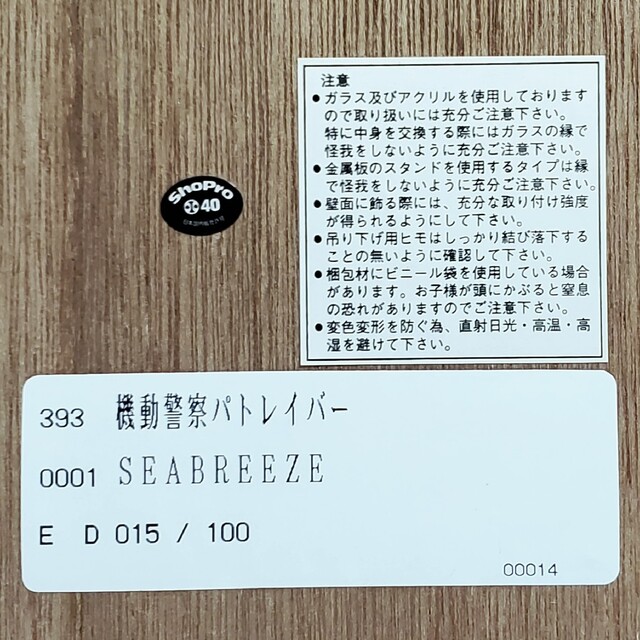 注意
●ガラス及びアクリルを使用しております
ので取り扱いには充分ご注意下さい。
特に中身を交換する際にはガラスの縁で
怪我をしないように充分ご注意下さい。
●金属板のスタンドを使用するタイプは縁
で怪我をしないように充分ご注意下さい。
●壁面に飾る際には、充分な取り付け強度
が得られるようにして下さい。
●吊り下げ用ヒモはしっかり結び落下する
ことの無いように確認して下さい。
●梱包材にビニール袋を使用している場合
があります。お子様が頭にかぶると窒息
の恐れがありますのでご注意下さい。
●変色変形を防ぐ為、直射日光・高温・高
湿を避けて下さい。
ShoPro
40
393 機動警察パトレイバー
0001 SEABREEZE
E D 015 / 100
00014